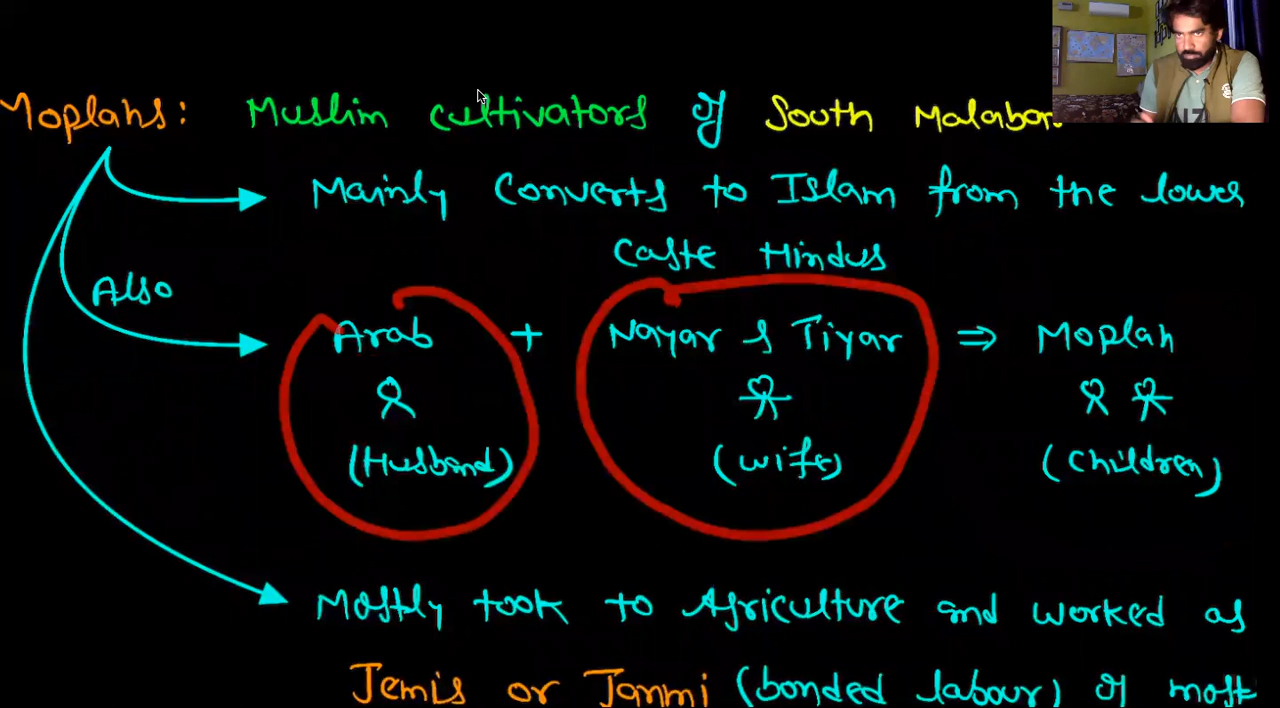 Moplahs: Muslim cultivators of South Malabar
Mainly Converts to Islam from the lower
Caste Hindus
Also
Arab + Nayar & Tiyar ⇒ Moplah
(Husband) (wife) (children)
Mostly took to Agriculture and worked as
Jemis or Janmi (bonded labour) of most